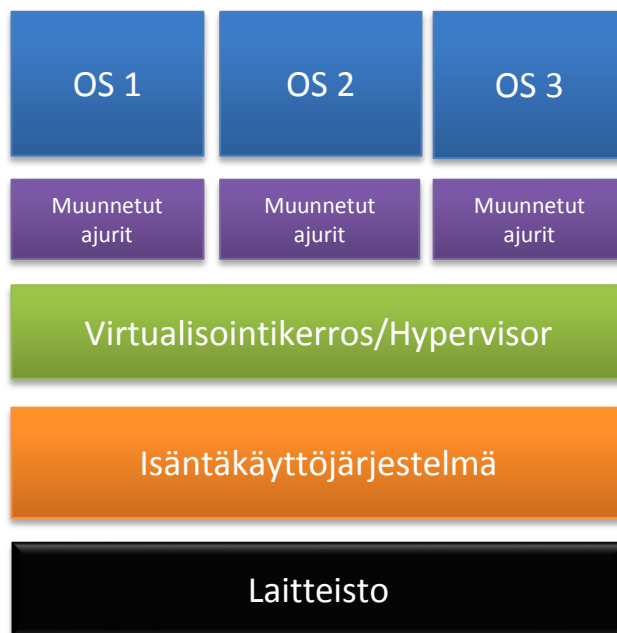 OS 1
OS 2
OS 3
Muunnetut
ajurit
Muunnetut
ajurit
Muunnetut
ajurit
Virtualisointikerros/Hypervisor
Isäntäkäyttöjärjestelmä
Laitteisto